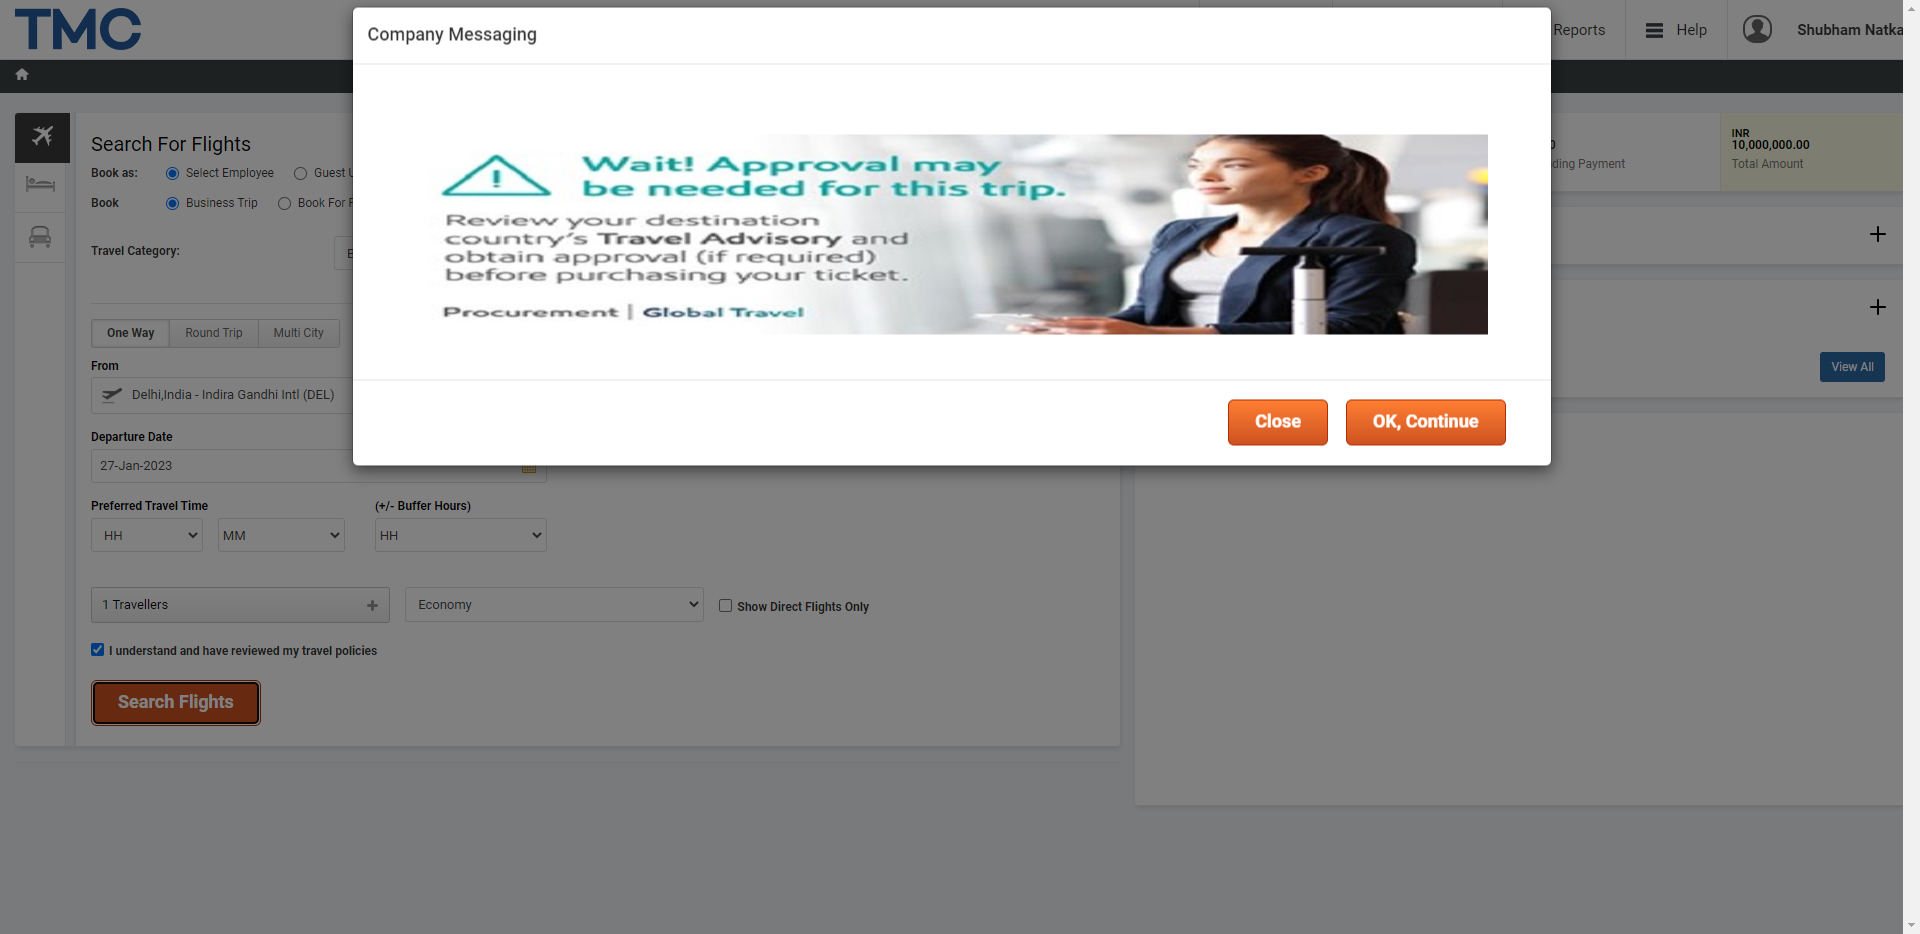 TMC
Company Messaging
Reports
Help
Shubham Natka
Search For Flights
Book as:
Select Employee
Guest U
Book
Business Trip
Book For P
Travel Category:
One Way
Round Trip
Multi City
From
Delhi,India - Indira Gandhi Intl (DEL)
Departure Date
27-Jan-2023
Preferred Travel Time
(+/- Buffer Hours)
HH
MM
HH
1 Travellers
Economy
Show Direct Flights Only
I understand and have reviewed my travel policies
Search Flights
Wait! Approval may
be needed for this trip.
Review your destination
country's Travel Advisory and
obtain approval (if required)
before purchasing your ticket.
Procurement | Global Travel
Close
OK, Continue
ding Payment
INR
10,000,000.00
Total Amount
View All